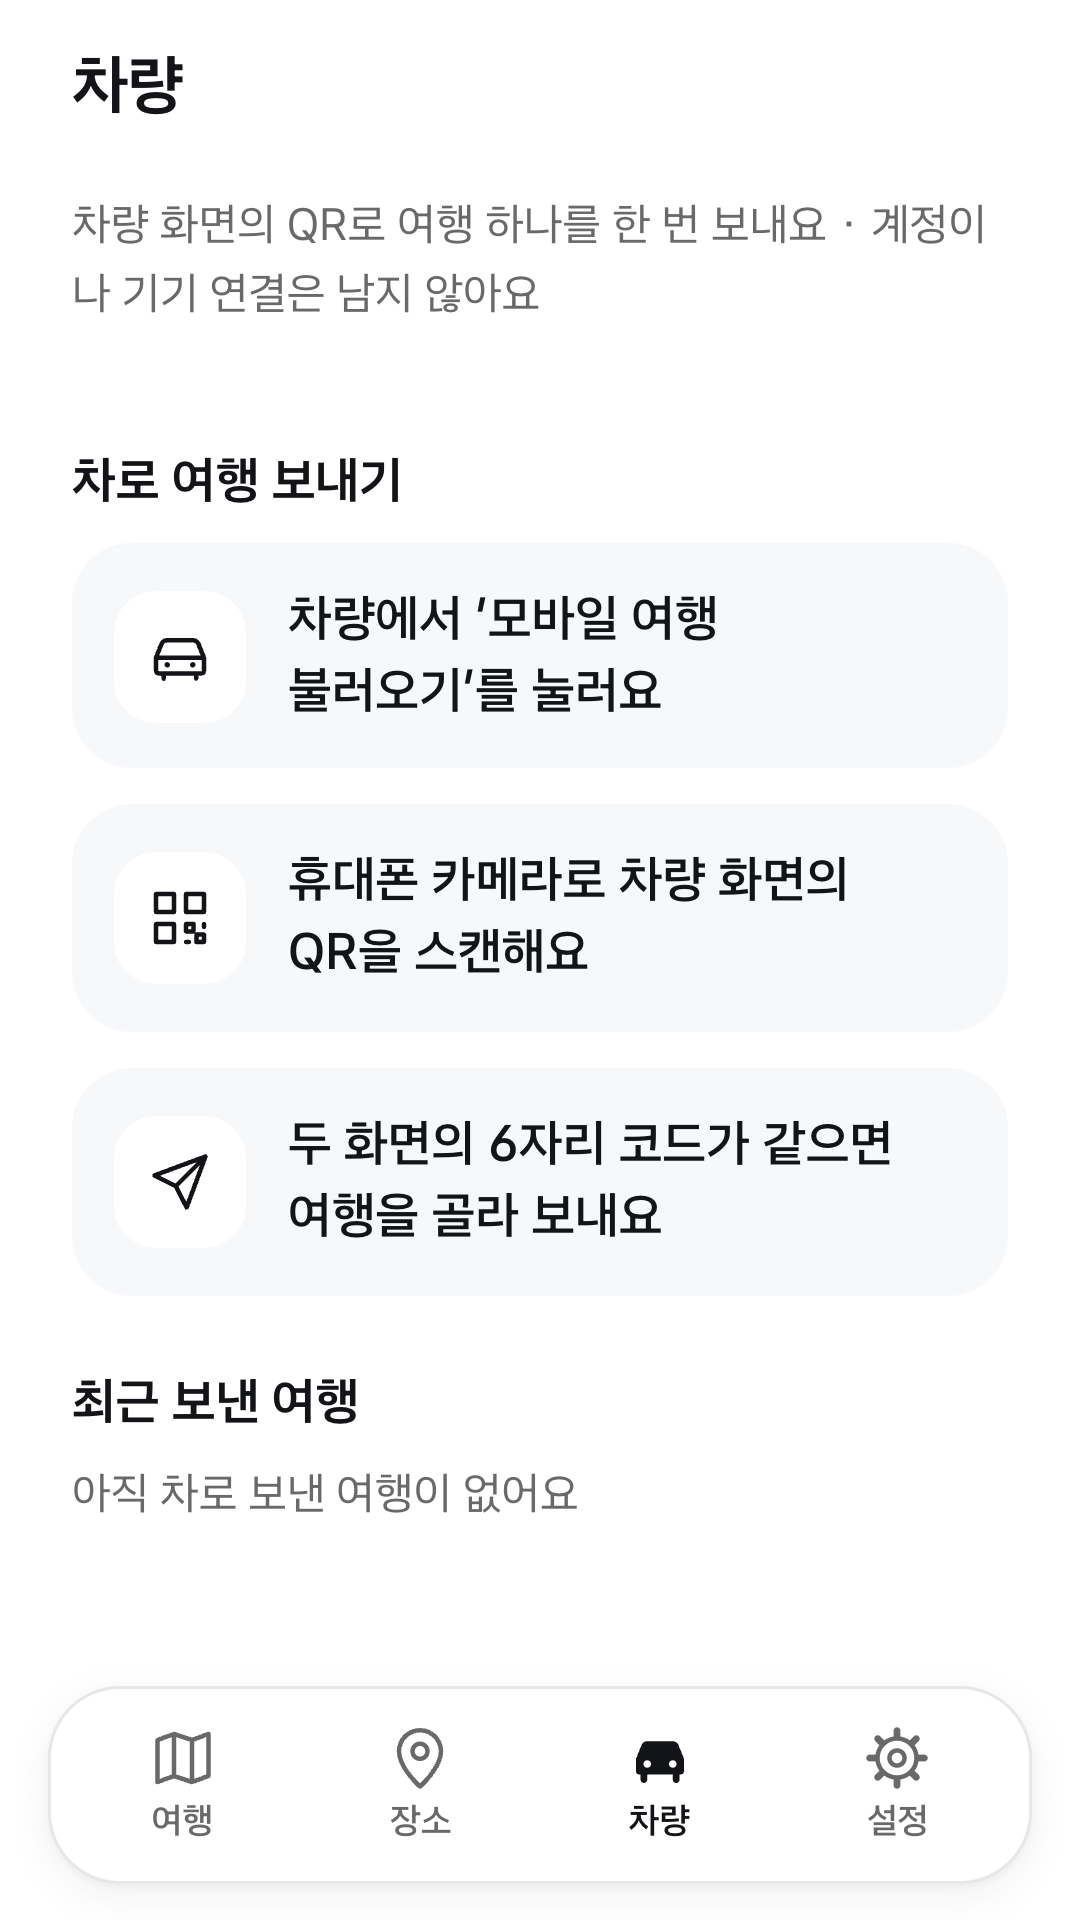 차량
차량 화면의 QR로 여행 하나를 한 번 보내요 · 계정이
나 기기 연결은 남지 않아요
차로 여행 보내기
차량에서 '모바일 여행
불러오기'를 눌러요
휴대폰 카메라로 차량 화면의
QR을 스캔해요
두 화면의 6자리 코드가 같으면
여행을 골라 보내요
최근 보낸 여행
아직 차로 보낸 여행이 없어요
여행
장소
차량
설정